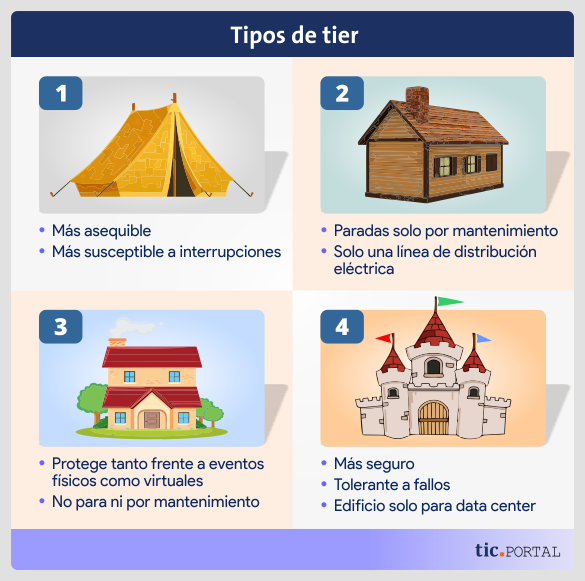 Tipos de tier
1
• Más asequible
• Más susceptible a interrupciones
2
• Paradas solo por mantenimiento
• Solo una línea de distribución
eléctrica
3
• Protege tanto frente a eventos
físicos como virtuales
• No para ni por mantenimiento
4
• Más seguro
• Tolerante a fallos
• Edificio solo para data center
tic.PORTAL